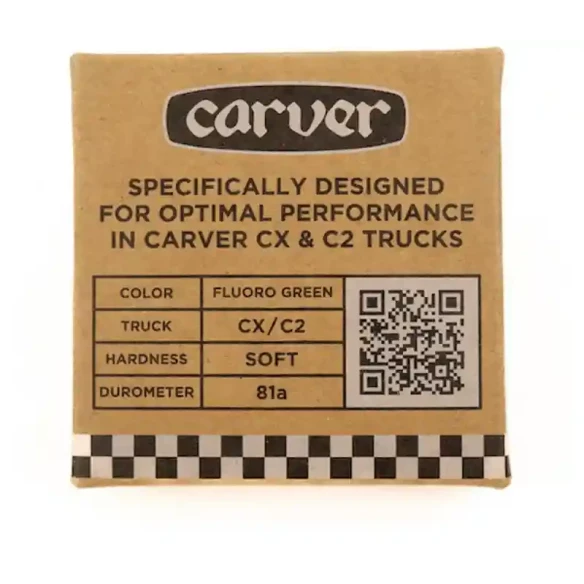 carver
SPECIFICALLY DESIGNED
FOR OPTIMAL PERFORMANCE
IN CARVER CX & C2 TRUCKS
COLOR FLUORO GREEN
TRUCK CX/C2
HARDNESS SOFT
DUROMETER 81a